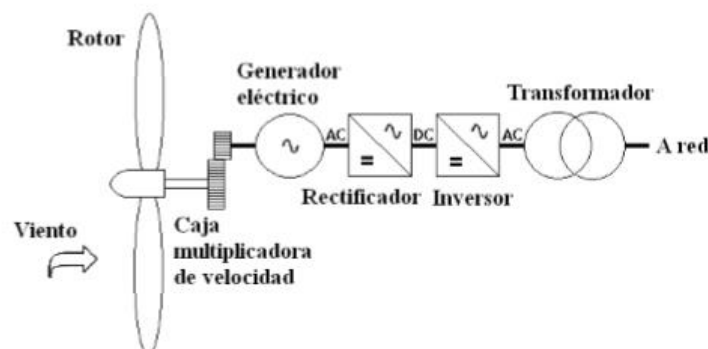 Rotor
Generador
eléctrico
Transformador
AC
DC
AC
A red
Rectificador
Inversor
Viento
Caja
multiplicadora
de velocidad